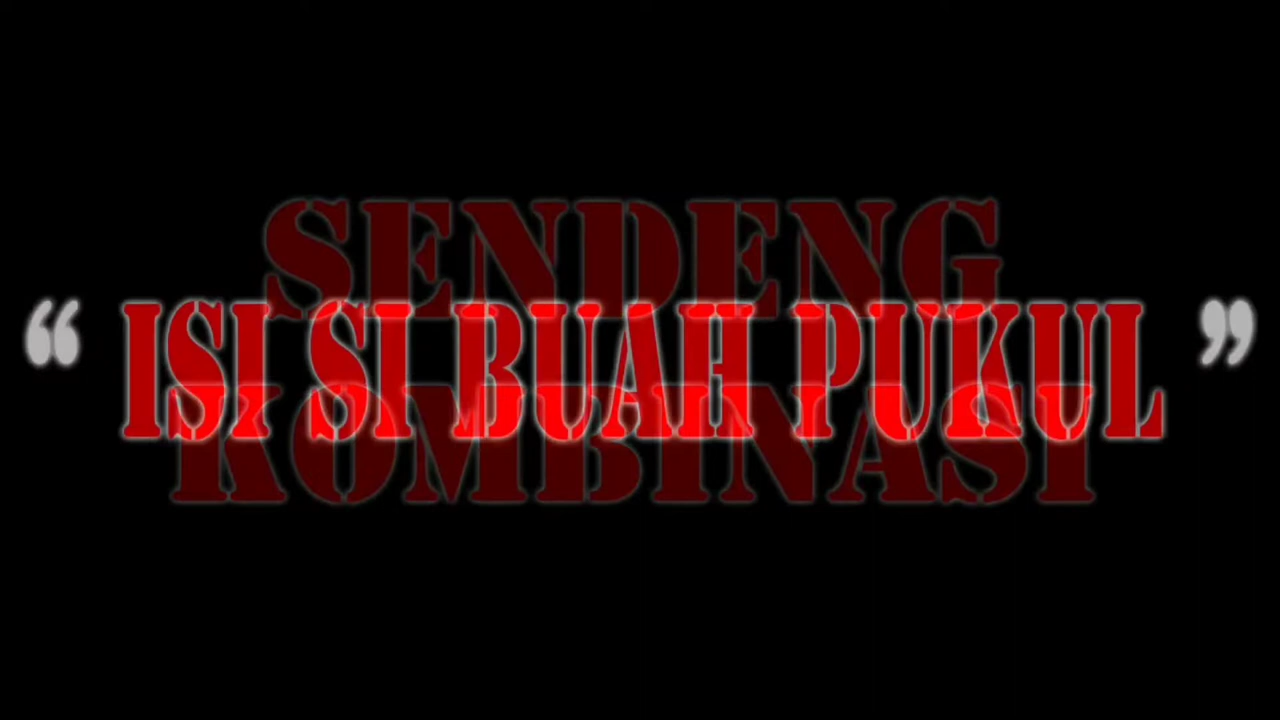 SENDENG
“ ISI SI BUAH PUKUL ”
KOMBINASI